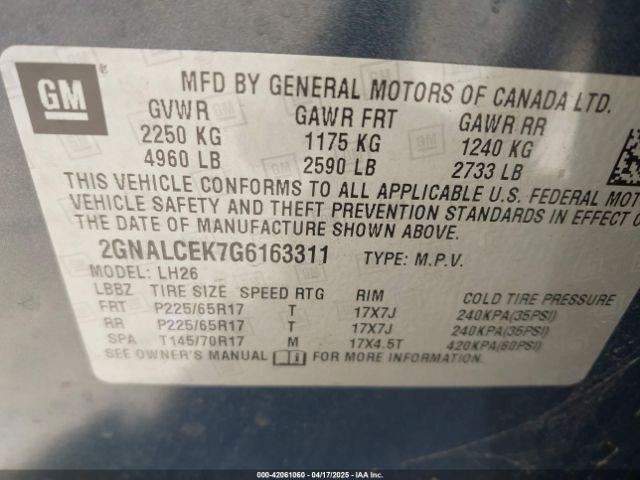 GM ®
MFD BY GENERAL MOTORS OF CANADA LTD.
GVWR GAWR FRT GAWR RR
2250 KG 1175 KG 1240 KG
4960 LB 2590 LB 2733 LB
THIS VEHICLE CONFORMS TO ALL APPLICABLE U.S. FEDERAL MOT
VEHICLE SAFETY AND THEFT PREVENTION STANDARDS IN EFFECT O
THE DATE OF MANUFACTURE SHOWN ABOVE.
2GNALCEK7G6163311 TYPE: M.P.V.
MODEL: LH26
LBBZ TIRE SIZE SPEED RTG RIM COLD TIRE PRESSURE
FRT P225/65R17 T 17X7J 240KPA(35PSI)
RR P225/65R17 T 17X7J 240KPA(35PSI)
SPA T145/70R17 M 17X4.5T 420KPA(60PSI)
SEE OWNER'S MANUAL FOR MORE INFORMATION.
000-42061060 - 04/17/2025 - Copyright IAA, Inc.